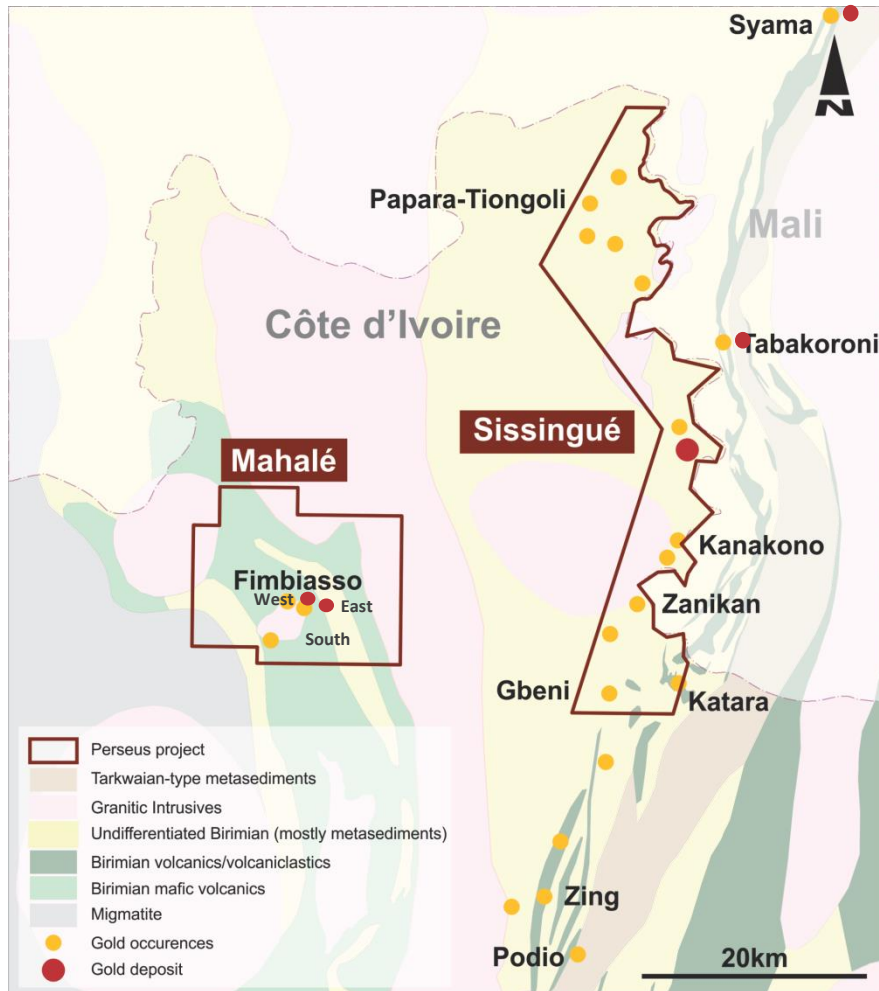 Syama
N
Papara-Tiongoli
Mali
Côte d’Ivoire
Tabakoroni
Sissingué
Mahalé
Kanakono
Fimbiasso
West
East
Zanikan
South
Gbeni
Katara
Perseus project
Tarkwaian-type metasediments
Granitic Intrusives
Undifferentiated Birimian (mostly metasediments)
Birimian volcanics/volcaniclastics
Birimian mafic volcanics
Migmatite
Gold occurences
Gold deposit
Zing
Podio
20km